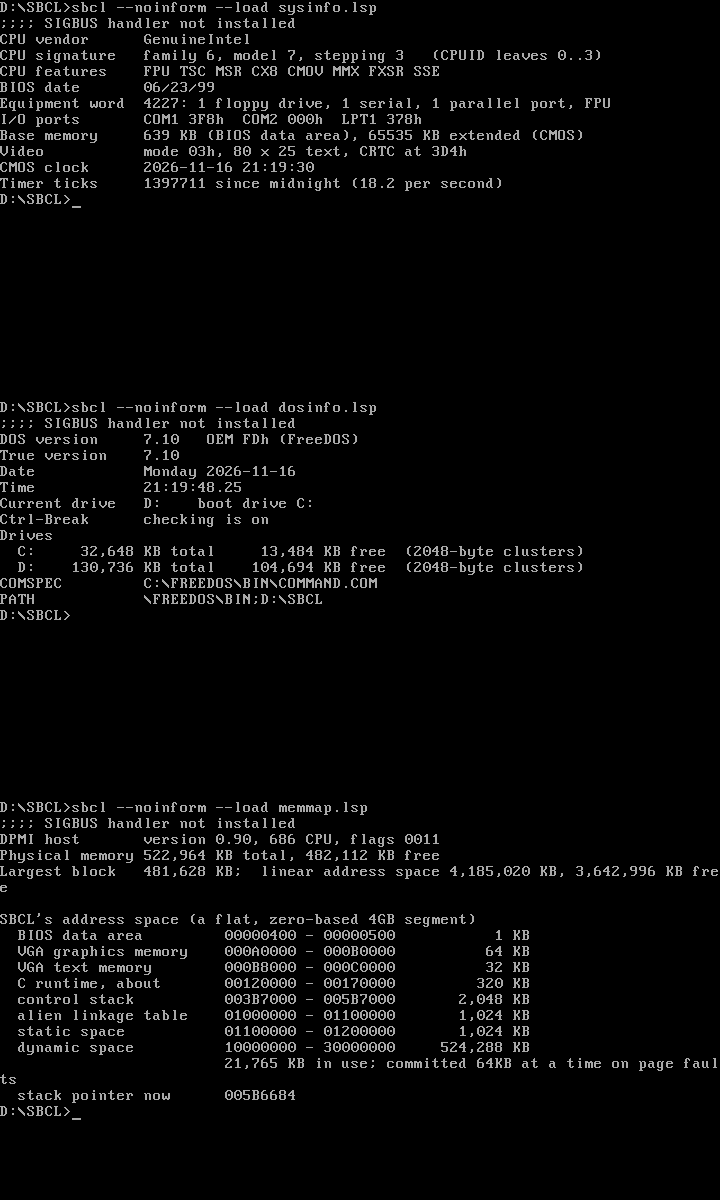 D:\SBCL>sbcl --noinform --load sysinfo.lsp
;;;; SIGBUS handler not installed
CPU vendor      GenuineIntel
CPU signature   family 6, model 7, stepping 3   (CPUID leaves 0..3)
CPU features    FPU TSC MSR CX8 CMOV MMX FXSR SSE
BIOS date       06/23/99
Equipment word  4227: 1 floppy drive, 1 serial, 1 parallel port, FPU
I/O ports       COM1 3F8h  COM2 000h  LPT1 378h
Base memory     639 KB (BIOS data area), 65535 KB extended (CMOS)
Video           mode 03h, 80 x 25 text, CRTC at 3D4h
CMOS clock      2026-11-16 21:19:30
Timer ticks     1397711 since midnight (18.2 per second)
D:\SBCL>_
D:\SBCL>sbcl --noinform --load dosinfo.lsp
;;;; SIGBUS handler not installed
DOS version     7.10   OEM FDh (FreeDOS)
True version    7.10
Date            Monday 2026-11-16
Time            21:19:48.25
Current drive   D:    boot drive C:
Ctrl-Break      checking is on
Drives
  C:     32,648 KB total     13,484 KB free  (2048-byte clusters)
  D:    130,736 KB total    104,694 KB free  (2048-byte clusters)
COMSPEC         C:\FREEDOS\BIN\COMMAND.COM
PATH            \FREEDOS\BIN;D:\SBCL
D:\SBCL>
D:\SBCL>sbcl --noinform --load memmap.lsp
;;;; SIGBUS handler not installed
DPMI host       version 0.90, 686 CPU, flags 0011
Physical memory 522,964 KB total, 482,112 KB free
Largest block   481,628 KB;  linear address space 4,185,020 KB, 3,642,996 KB fre
e
SBCL's address space (a flat, zero-based 4GB segment)
  BIOS data area         00000400 - 00000500          1 KB
  VGA graphics memory    000A0000 - 000B0000         64 KB
  VGA text memory        000B8000 - 000C0000         32 KB
  C runtime, about       00120000 - 00170000        320 KB
  control stack          003B7000 - 005B7000      2,048 KB
  alien linkage table    01000000 - 01100000      1,024 KB
  static space           01100000 - 01200000      1,024 KB
  dynamic space          10000000 - 30000000    524,288 KB
                         21,765 KB in use; committed 64KB at a time on page faul
ts
  stack pointer now      005B6684
D:\SBCL>_